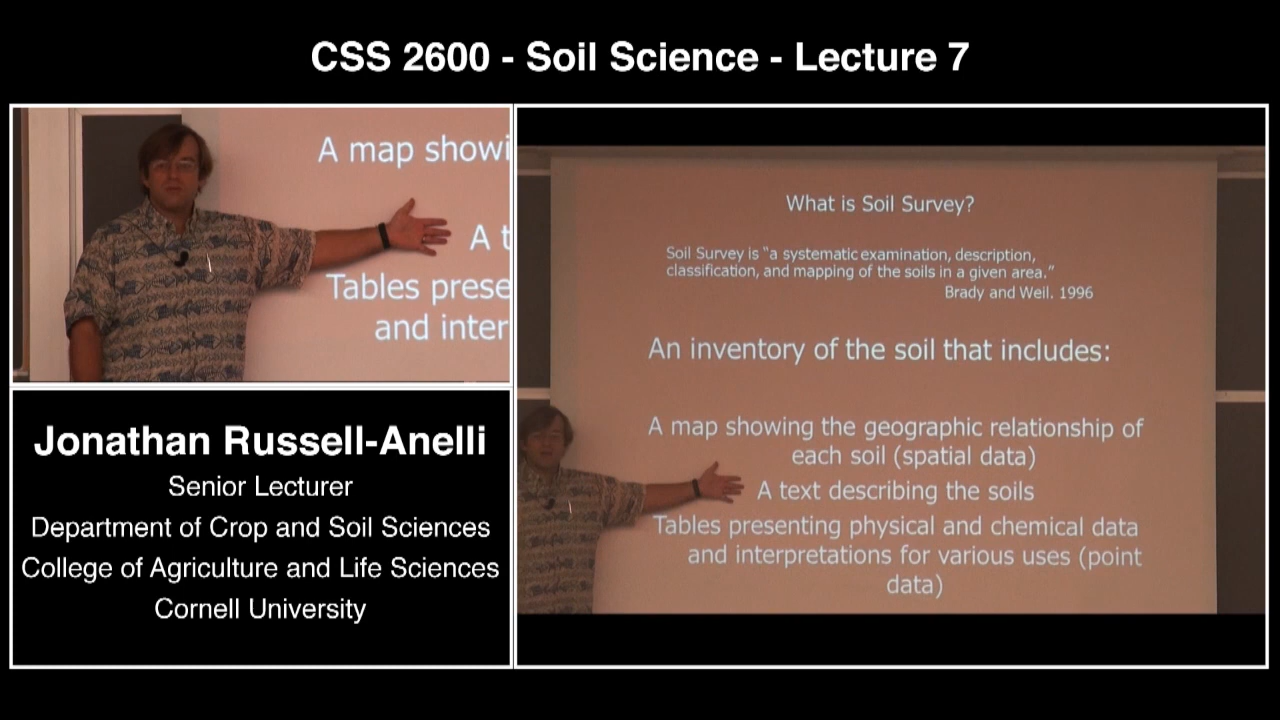 CSS 2600 - Soil Science - Lecture 7
A map showi
A t
Tables prese
and inter
Jonathan Russell-Anelli
Senior Lecturer
Department of Crop and Soil Sciences
College of Agriculture and Life Sciences
Cornell University
What is Soil Survey?
Soil Survey is “a systematic examination, description,
classification, and mapping of the soils in a given area.”
Brady and Weil. 1996
An inventory of the soil that includes:
A map showing the geographic relationship of
each soil (spatial data)
A text describing the soils
Tables presenting physical and chemical data
and interpretations for various uses (point
data)